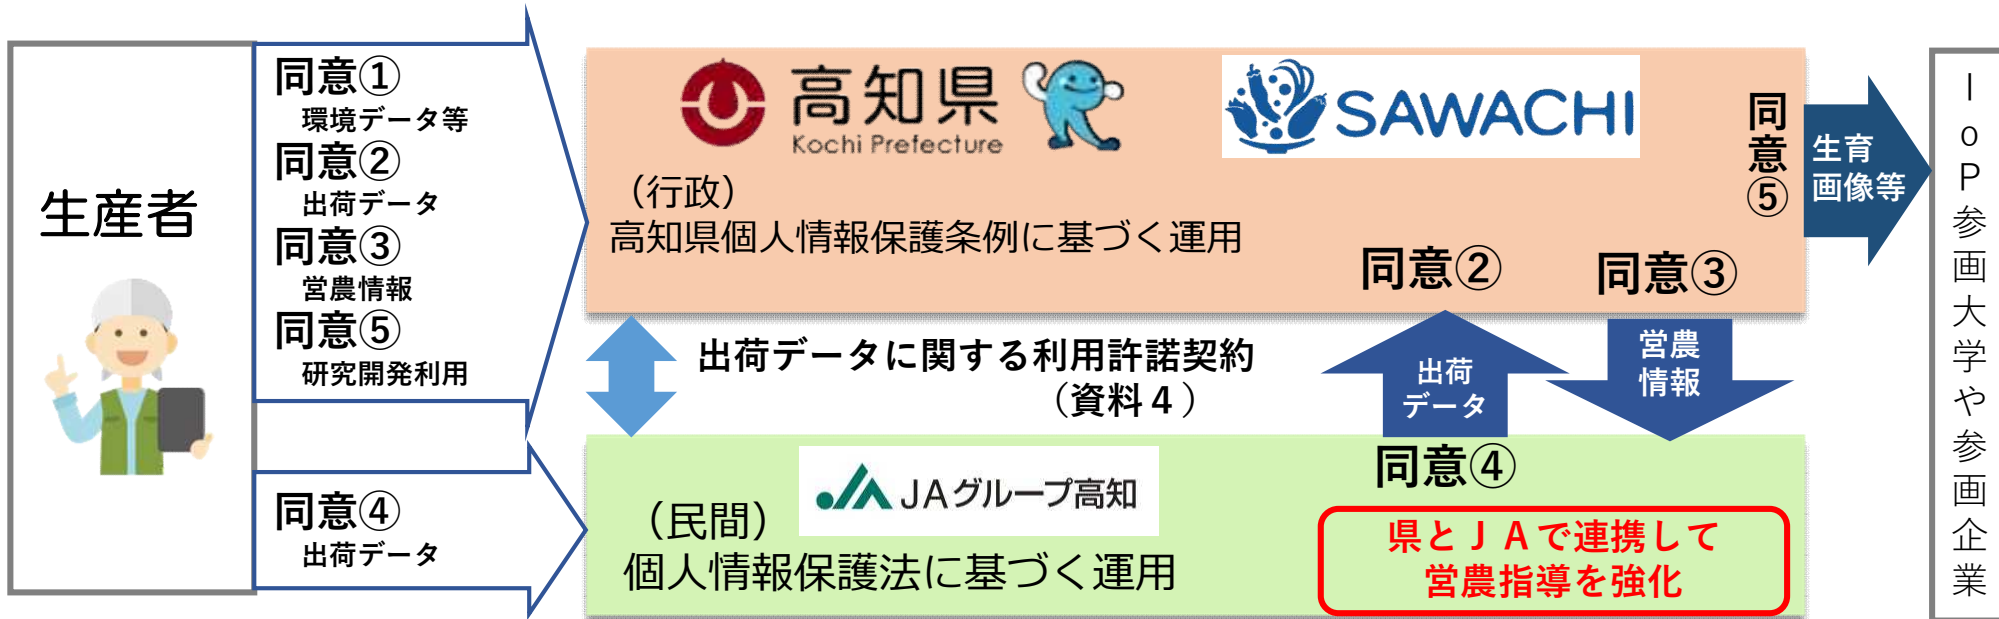 生産者
同意①
環境データ等
同意②
出荷データ
同意③
営農情報
同意⑤
研究開発利用
同意④
出荷データ
高知県
Kochi Prefecture
SAWACHI
（行政）
高知県個人情報保護条例に基づく運用
同意②
同意③
同意⑤
生育
画像等
出荷データに関する利用許諾契約
（資料４）
出荷
データ
営農
情報
同意④
（民間）
JAグループ高知
個人情報保護法に基づく運用
県とＪＡで連携して
営農指導を強化
ＩｏＰ参画大学や参画企業